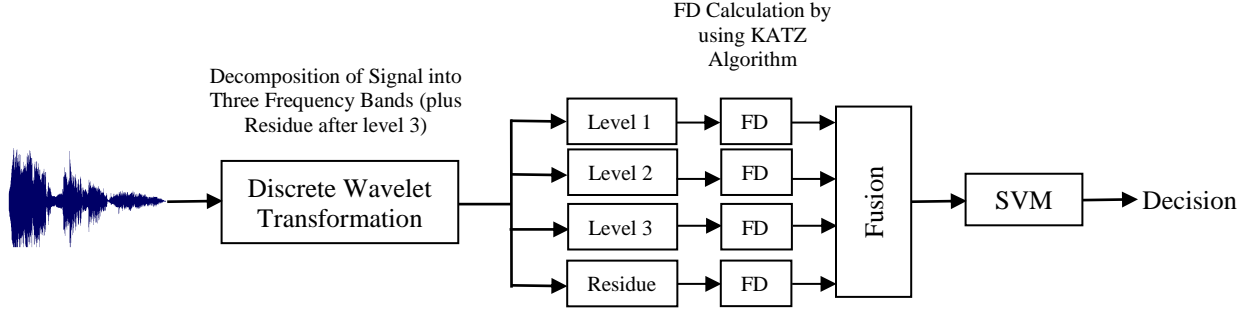 FD Calculation by
using KATZ
Algorithm
Decomposition of Signal into
Three Frequency Bands (plus
Residue after level 3)
Discrete Wavelet
Transformation
Level 1
FD
Level 2
FD
Level 3
FD
Residue
FD
Fusion
SVM
Decision